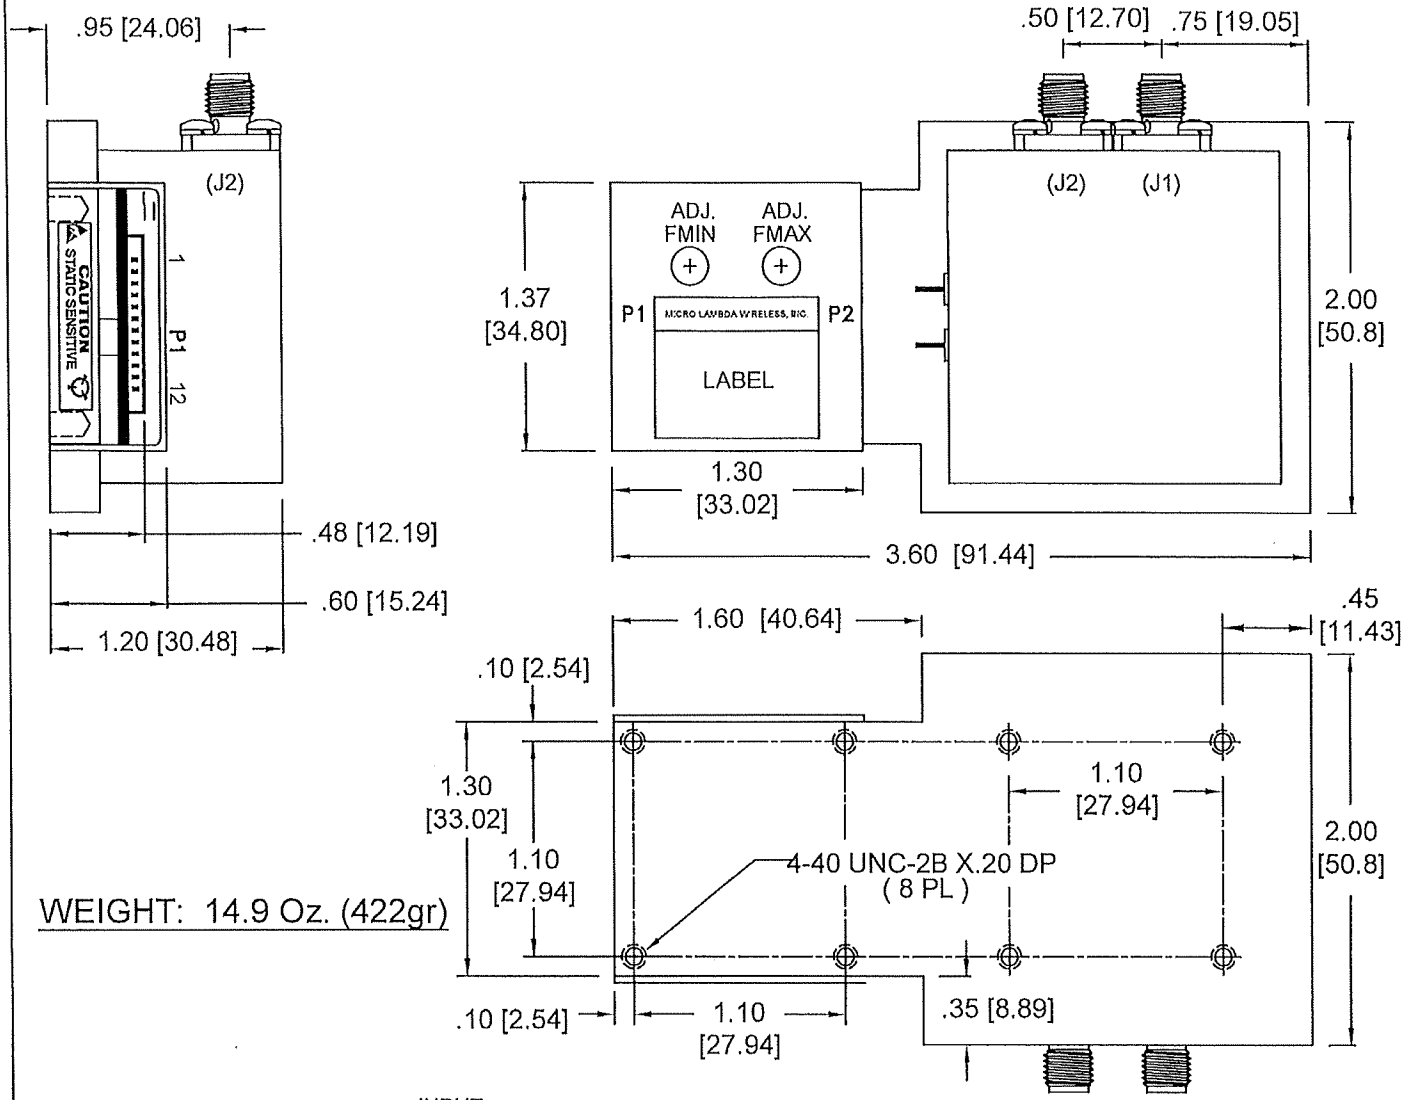 .95 [24.06]
.50 [12.70]
.75 [19.05]
(J2)
1
P1
12
CAUTION
STATIC SENSITIVE
.48 [12.19]
.60 [15.24]
1.20 [30.48]
(J2)
(J1)
ADJ.
FMIN
ADJ.
FMAX
P1
MICRO LAMBDA WIRELESS, INC.
P2
LABEL
1.37
[34.80]
2.00
[50.8]
1.30
[33.02]
3.60 [91.44]
1.60 [40.64]
.45
[11.43]
.10 [2.54]
1.30
[33.02]
1.10
[27.94]
1.10
[27.94]
4-40 UNC-2B X.20 DP
( 8 PL )
2.00
[50.8]
WEIGHT: 14.9 Oz. (422gr)
.10 [2.54]
1.10
[27.94]
.35 [8.89]